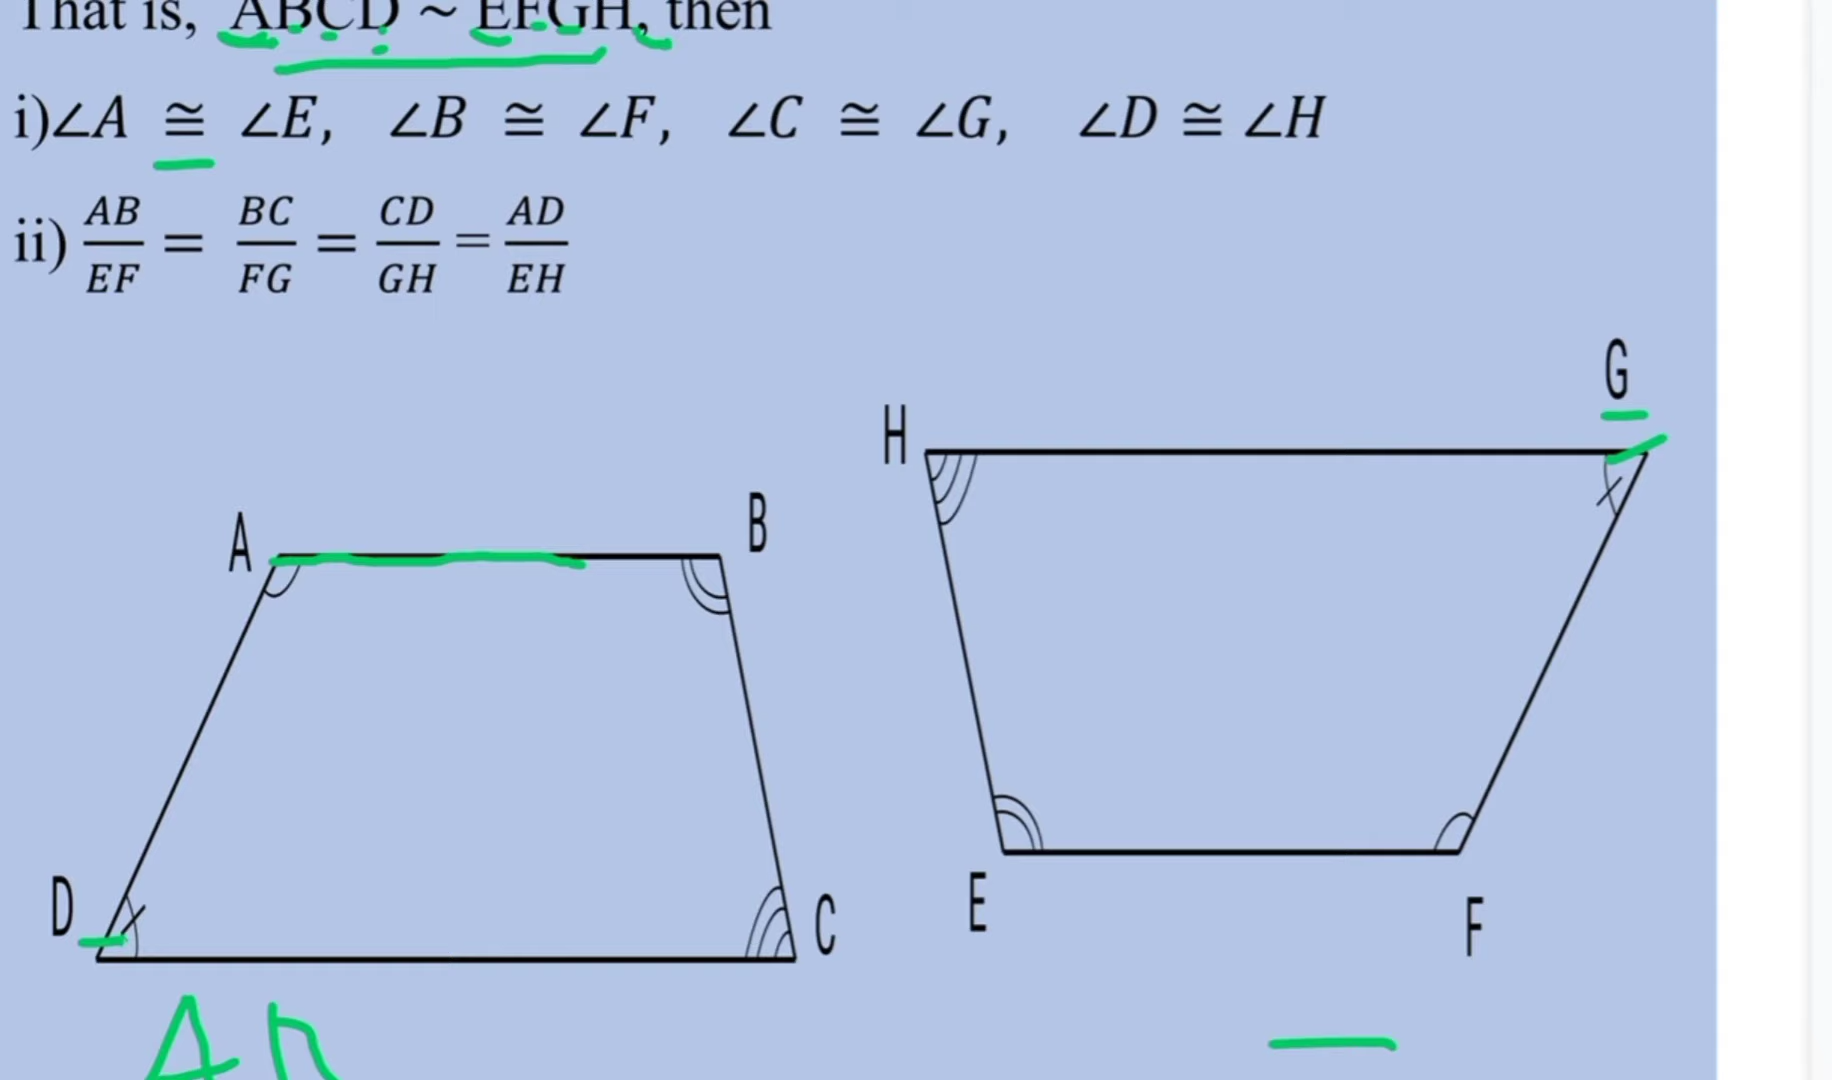 That is, ABCD ~ EFGH, then
i)∠A ≅ ∠E, ∠B ≅ ∠F, ∠C ≅ ∠G, ∠D ≅ ∠H
ii) AB/EF = BC/FG = CD/GH = AD/EH
G
H
A
B
D
C
E
F